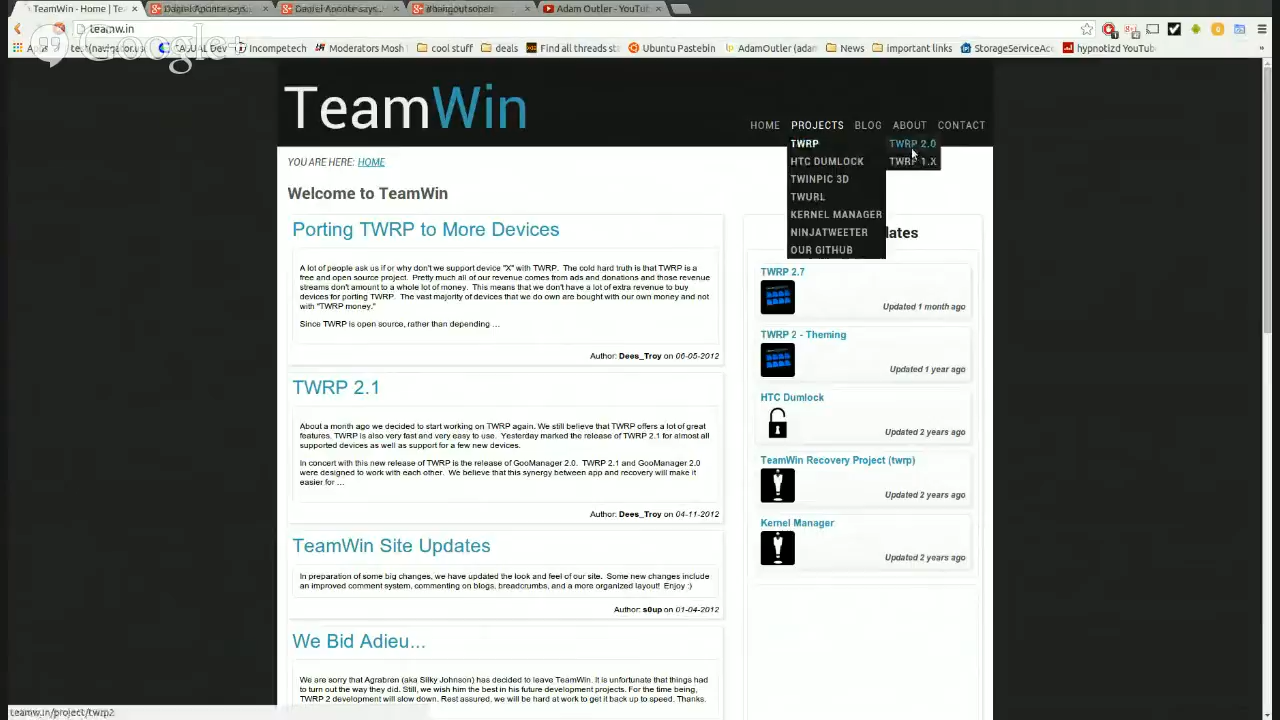 TeamWin - Home | Te
Daniel Aponte says
Daniel Aponte says
Adam Outler - YouT
teamw.in
CASUAL Dev
Incompetech
Moderators Mosh
cool stuff
deals
Find all threads st
Ubuntu Pastebin
AdamOutler (adam
News
important links
StorageServiceAcc
hypnotizd YouTub
Google+
TeamWin
HOME PROJECTS BLOG ABOUT CONTACT
TWRP
HTC DUMLOCK
TWINPIC 3D
TWURL
KERNEL MANAGER
NINJATWEETER
OUR GITHUB
TWRP 2.0
TWRP 1.X
YOU ARE HERE: HOME
Welcome to TeamWin
Porting TWRP to More Devices
A lot of people ask us if or why don't we support device "X" with TWRP. The cold hard truth is that TWRP is a
free and open source project. Pretty much all of our revenue comes from ads and donations and those revenue
streams don't amount to a whole lot of money. This means that we don't have a lot of extra revenue to buy
devices for porting TWRP. The vast majority of devices that we do own are bought with our own money and not
with "TWRP money."
Since TWRP is open source, rather than depending ...
Author: Dees_Troy on 06-05-2012
TWRP 2.1
About a month ago we decided to start working on TWRP again. We still believe that TWRP offers a lot of great
features. TWRP is also very fast and very easy to use. Yesterday marked the release of TWRP 2.1 for almost all
supported devices as well as support for a few new devices.
In concert with this new release of TWRP is the release of GooManager 2.0. TWRP 2.1 and GooManager 2.0
were designed to work with each other. We believe that this synergy between app and recovery will make it
easier for ...
Author: Dees_Troy on 04-11-2012
TeamWin Site Updates
In preparation of some big changes, we have updated the look and feel of our site. Some new changes include
an improved comment system, commenting on blogs, breadcrumbs, and a more organized layout! Enjoy :)
Author: s0up on 01-04-2012
We Bid Adieu...
We are sorry that Agrabren (aka Silky Johnson) has decided to leave TeamWin. It is unfortunate that things had
to turn out the way they did. Still, we wish him the best in his future development projects. For the time being,
TWRP 2 development will slow down. Rest assured, we will be hard at work to get it back up to speed. Thanks.
dates
TWRP 2.7
Updated 1 month ago
TWRP 2 - Theming
Updated 1 year ago
HTC Dumlock
Updated 2 years ago
TeamWin Recovery Project (twrp)
Updated 2 years ago
Kernel Manager
Updated 2 years ago
teamw.in/project/twrp2